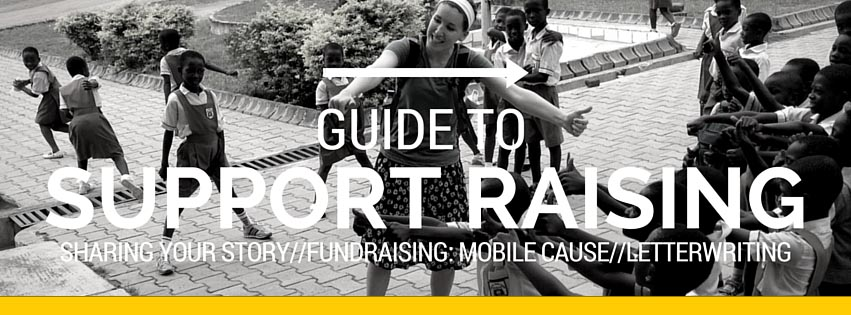 GUIDE TO
SUPPORT RAISING
SHARING YOUR STORY//FUNDRAISING: MOBILE CAUSE//LETTERWRITING